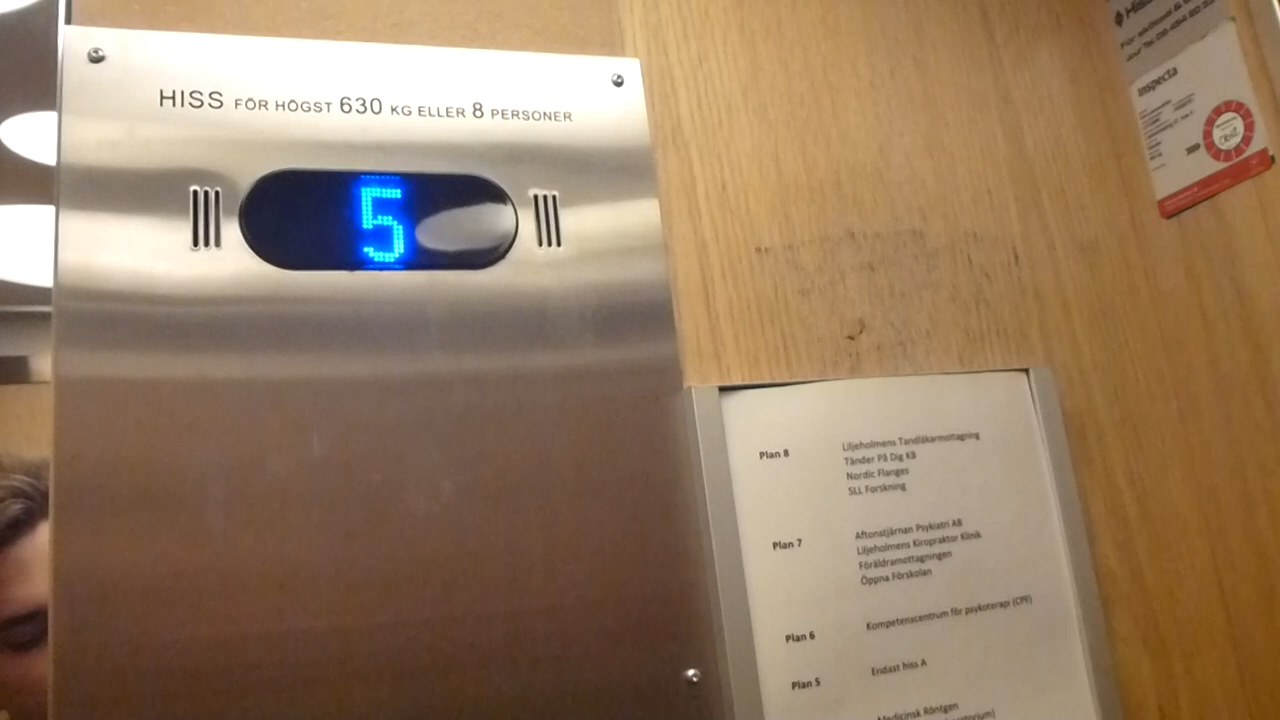 HISS FÖR HÖGST 630 KG ELLER 8 PERSONER
5
inspecta
Plan 8
Liljeholmens Tandläkarmottagning
Tänder På Dig KB
Nordic Flanges
SLL Forskning
Plan 7
Aftonstjärnan Psykiatri AB
Liljeholmens Kiropraktor Klinik
Föräldramottagningen
Öppna Förskolan
Plan 6
Kompetenscentrum för psykoterapi (CPF)
Plan 5
Endast hiss A
Medicinsk Röntgen